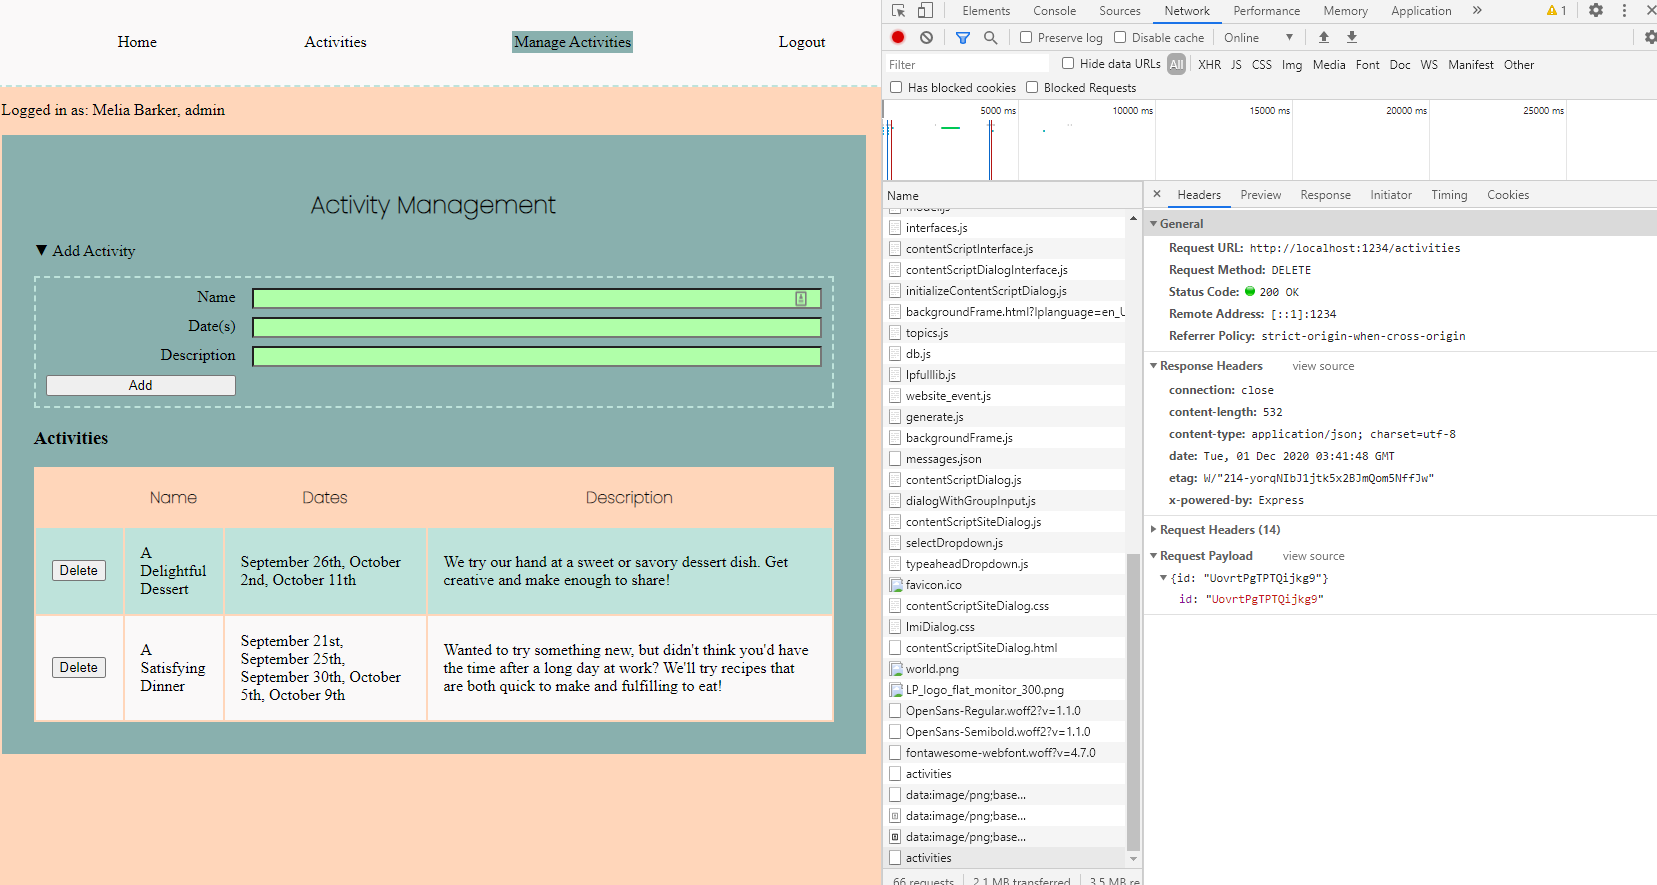 Home Activities Manage Activities Logout
Logged in as: Melia Barker, admin
Activity Management
▼ Add Activity
Name
Date(s)
Description
Add
Activities
Name Dates Description
Delete
A
Delightful
Dessert
September 26th, October
2nd, October 11th
We try our hand at a sweet or savory dessert dish. Get
creative and make enough to share!
Delete
A
Satisfying
Dinner
September 21st,
September 25th,
September 30th, October
5th, October 9th
Wanted to try something new, but didn't think you'd have
the time after a long day at work? We'll try recipes that
are both quick to make and fulfilling to eat!
Elements Console Sources Network Performance Memory Application » 1
Preserve log Disable cache Online ▼
Filter Hide data URLs All XHR JS CSS Img Media Font Doc WS Manifest Other
Has blocked cookies Blocked Requests
5000 ms 10000 ms 15000 ms 20000 ms 25000 ms
Name
model.js
interfaces.js
contentScriptInterface.js
contentScriptDialogInterface.js
initializeContentScriptDialog.js
backgroundFrame.html?lplanguage=en_U
topics.js
db.js
lpfulllib.js
website_event.js
generate.js
backgroundFrame.js
messages.json
contentScriptDialog.js
dialogWithGroupInput.js
contentScriptSiteDialog.js
selectDropdown.js
typeaheadDropdown.js
favicon.ico
contentScriptSiteDialog.css
lmiDialog.css
contentScriptSiteDialog.html
world.png
LP_logo_flat_monitor_300.png
OpenSans-Regular.woff2?v=1.1.0
OpenSans-Semibold.woff2?v=1.1.0
fontawesome-webfont.woff?v=4.7.0
activities
data:image/png;base...
data:image/png;base...
data:image/png;base...
activities
66 requests 2.1 MB transferred 3.5 MB re
× Headers Preview Response Initiator Timing Cookies
▼ General
Request URL: http://localhost:1234/activities
Request Method: DELETE
Status Code: 200 OK
Remote Address: [::1]:1234
Referrer Policy: strict-origin-when-cross-origin
▼ Response Headers view source
connection: close
content-length: 532
content-type: application/json; charset=utf-8
date: Tue, 01 Dec 2020 03:41:48 GMT
etag: W/"214-yorqNIbJ1jtk5x2BJmQom5NffJw"
x-powered-by: Express
▶ Request Headers (14)
▼ Request Payload view source
▼ {id: "UovrtPgTPTQijkg9"}
id: "UovrtPgTPTQijkg9"